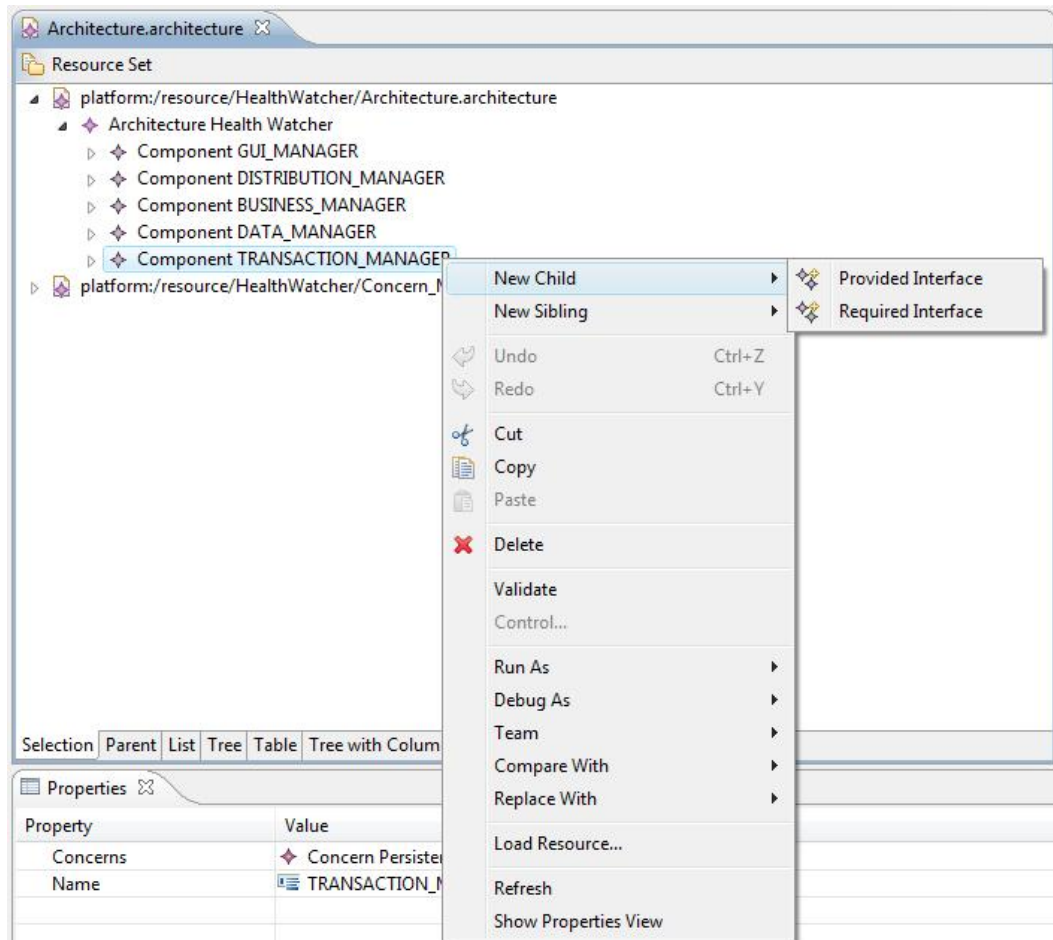 Architecture.architecture
Resource Set
platform:/resource/HealthWatcher/Architecture.architecture
Architecture Health Watcher
Component GUI_MANAGER
Component DISTRIBUTION_MANAGER
Component BUSINESS_MANAGER
Component DATA_MANAGER
Component TRANSACTION_MANAGER
platform:/resource/HealthWatcher/Concern_M
New Child
Provided Interface
New Sibling
Required Interface
Undo Ctrl+Z
Redo Ctrl+Y
Cut
Copy
Paste
Delete
Validate
Control...
Run As
Debug As
Team
Compare With
Replace With
Load Resource...
Refresh
Show Properties View
Selection Parent List Tree Table Tree with Colum
Properties
Property Value
Concerns Concern Persister
Name TRANSACTION_M